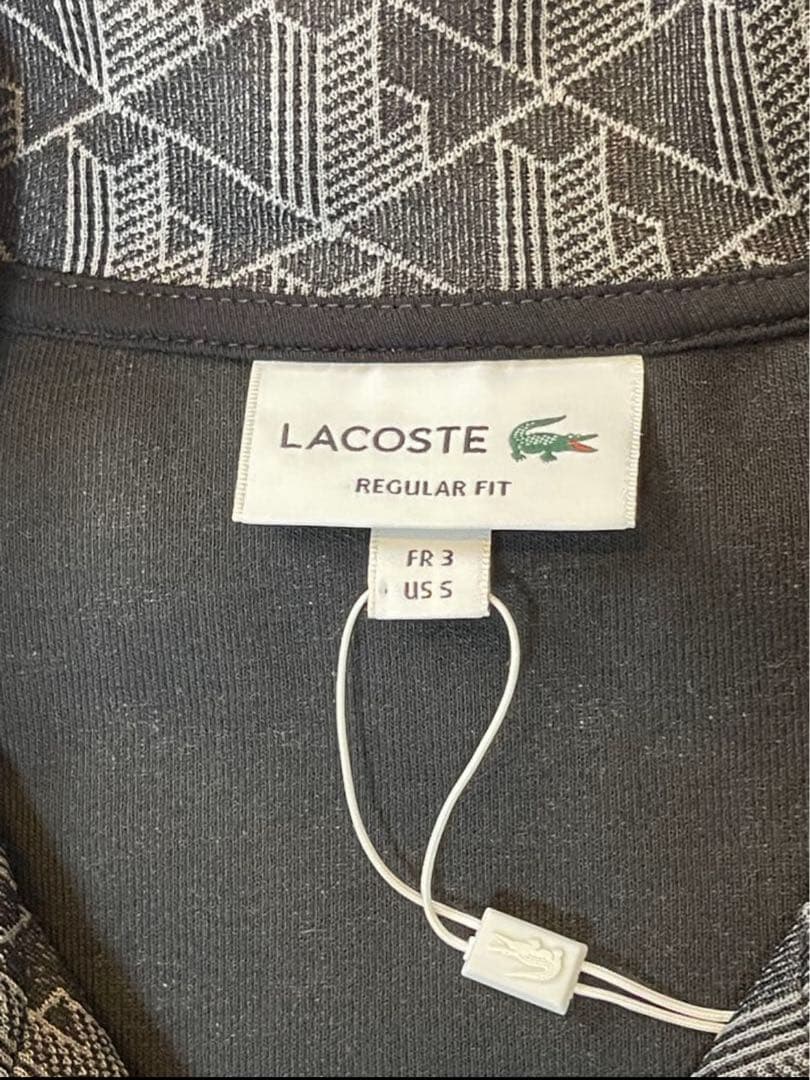 LACOSTE
REGULAR FIT
FR 3
US S